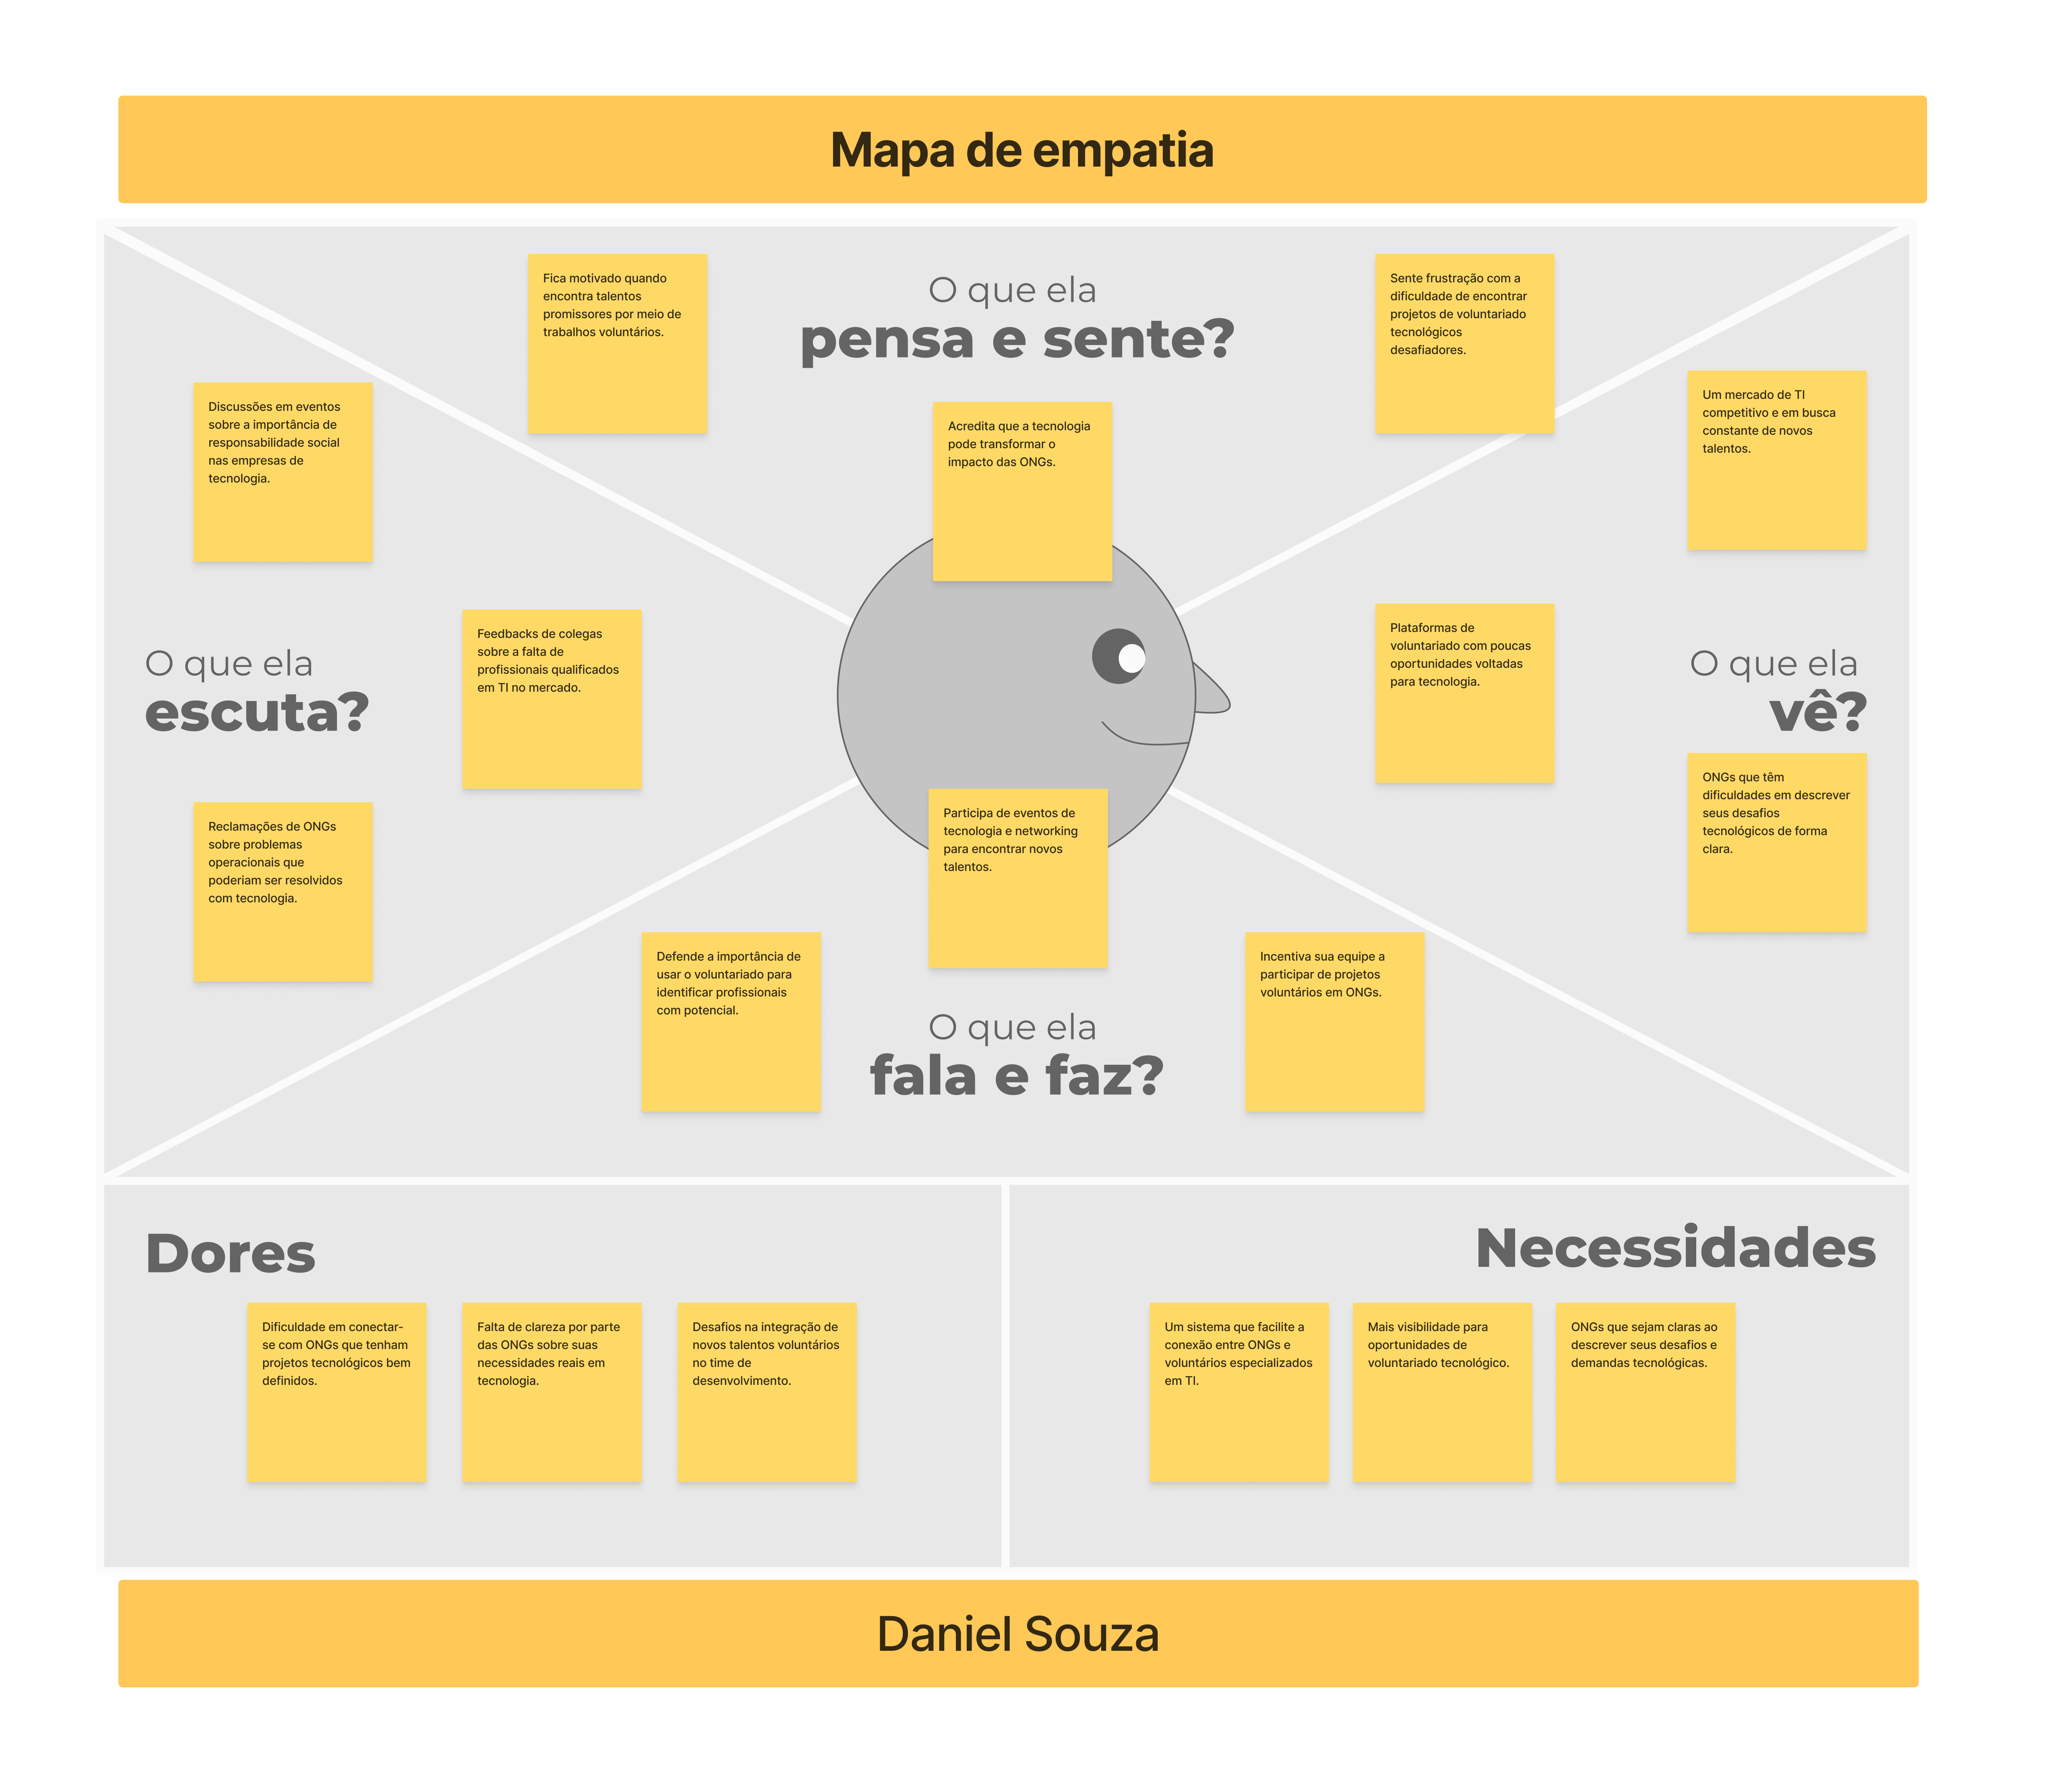 Mapa de empatia
O que ela
pensa e sente?
Fica motivado quando
encontra talentos
promissores por meio de
trabalhos voluntários.
Acredita que a tecnologia
pode transformar o
impacto das ONGs.
Sente frustração com a
dificuldade de encontrar
projetos de voluntariado
tecnológicos
desafiadores.
O que ela
escuta?
Discussões em eventos
sobre a importância de
responsabilidade social
nas empresas de
tecnologia.
Feedbacks de colegas
sobre a falta de
profissionais qualificados
em TI no mercado.
Reclamações de ONGs
sobre problemas
operacionais que
poderiam ser resolvidos
com tecnologia.
O que ela
vê?
Um mercado de TI
competitivo e em busca
constante de novos
talentos.
Plataformas de
voluntariado com poucas
oportunidades voltadas
para tecnologia.
ONGs que têm
dificuldades em descrever
seus desafios
tecnológicos de forma
clara.
Participa de eventos de
tecnologia e networking
para encontrar novos
talentos.
Defende a importância de
usar o voluntariado para
identificar profissionais
com potencial.
Incentiva sua equipe a
participar de projetos
voluntários em ONGs.
O que ela
fala e faz?
Dores
Dificuldade em conectar-
se com ONGs que tenham
projetos tecnológicos bem
definidos.
Falta de clareza por parte
das ONGs sobre suas
necessidades reais em
tecnologia.
Desafios na integração de
novos talentos voluntários
no time de
desenvolvimento.
Necessidades
Um sistema que facilite a
conexão entre ONGs e
voluntários especializados
em TI.
Mais visibilidade para
oportunidades de
voluntariado tecnológico.
ONGs que sejam claras ao
descrever seus desafios e
demandas tecnológicas.
Daniel Souza